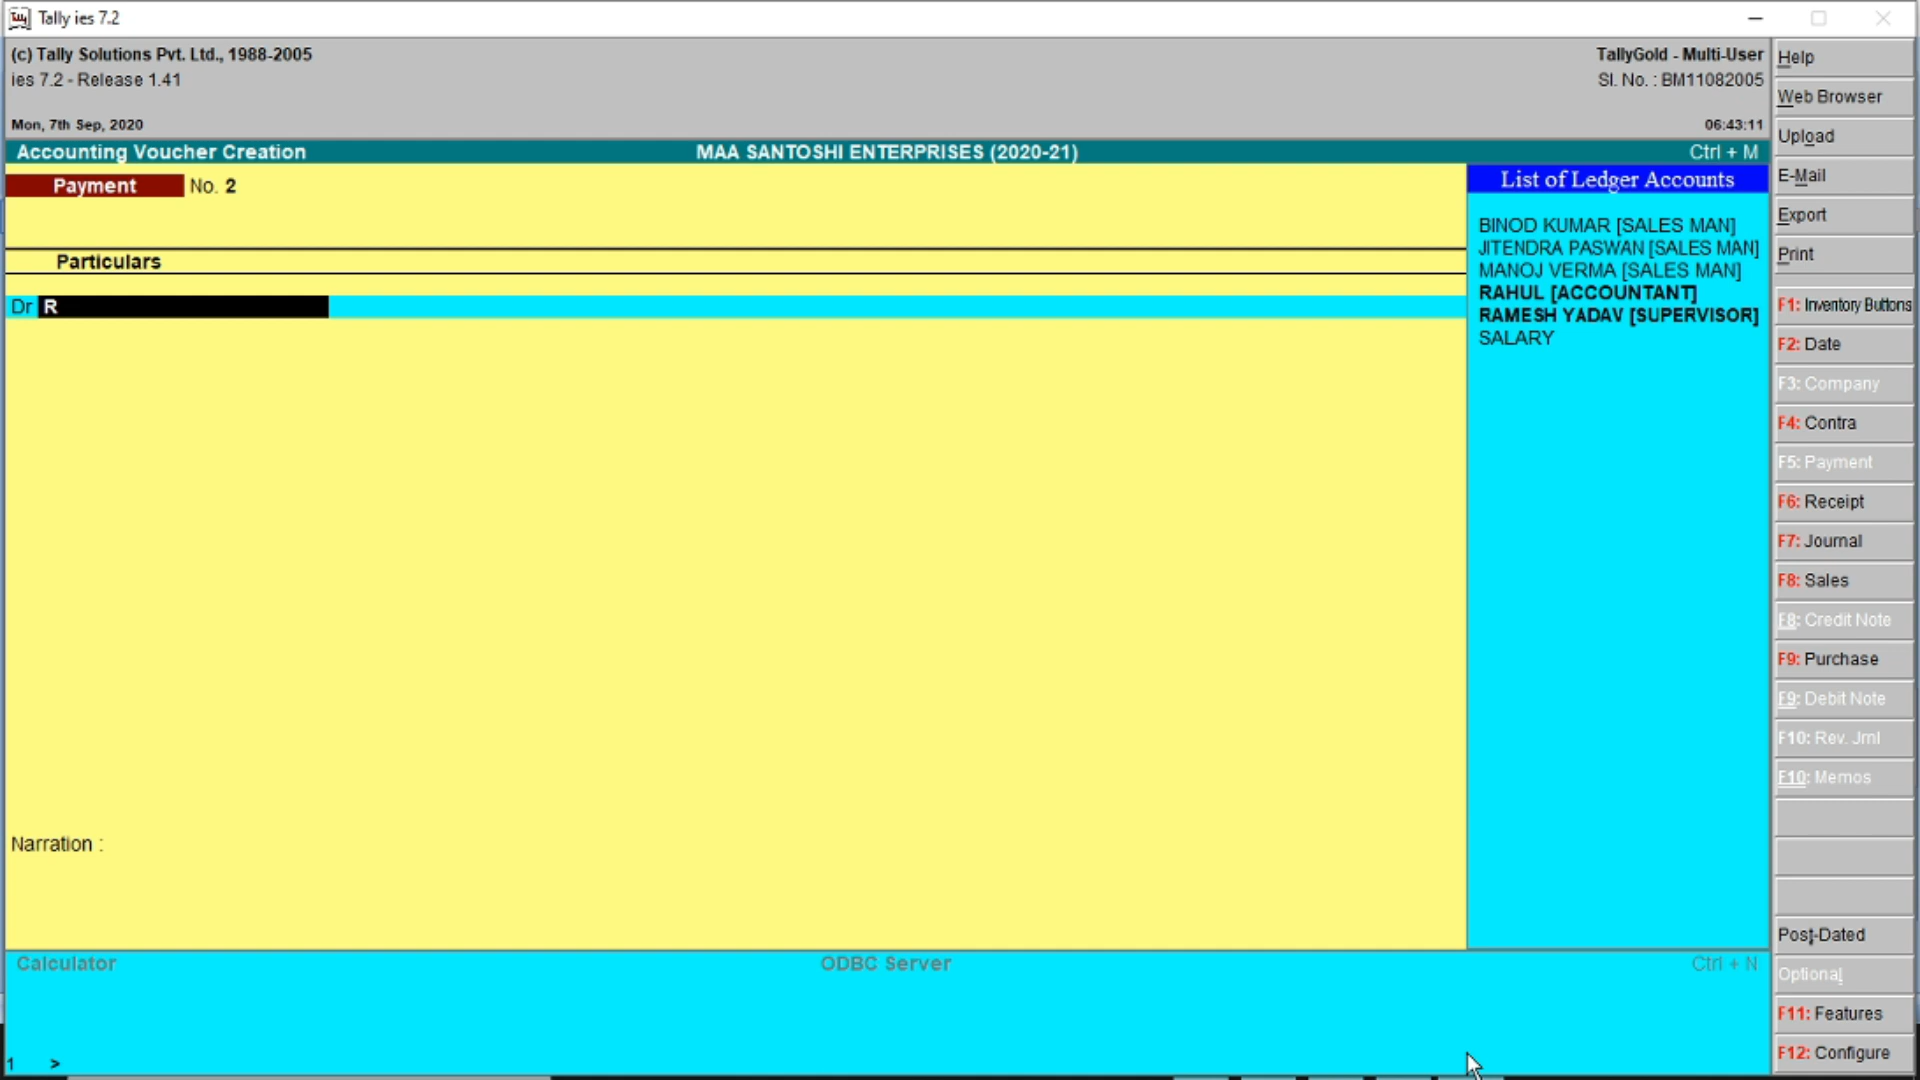 Tally ies 7.2
(c) Tally Solutions Pvt. Ltd., 1988-2005
TallyGold - Multi-User
ies 7.2 - Release 1.41
Sl. No. : BM11082005
Mon, 7th Sep, 2020
06:43:11
Accounting Voucher Creation
MAA SANTOSHI ENTERPRISES (2020-21)
Ctrl + M
Payment No. 2
Particulars
Dr R
Narration :
List of Ledger Accounts
BINOD KUMAR [SALES MAN]
JITENDRA PASWAN [SALES MAN]
MANOJ VERMA [SALES MAN]
RAHUL [ACCOUNTANT]
RAMESH YADAV [SUPERVISOR]
SALARY
Calculator
ODBC Server
Ctrl + N
1 >
Help
Web Browser
Upload
E-Mail
Export
Print
F1: Inventory Buttons
F2: Date
F3: Company
F4: Contra
F5: Payment
F6: Receipt
F7: Journal
F8: Sales
F8: Credit Note
F9: Purchase
F9: Debit Note
F10: Rev. Jrnl
F10: Memos
Post-Dated
Optional
F11: Features
F12: Configure